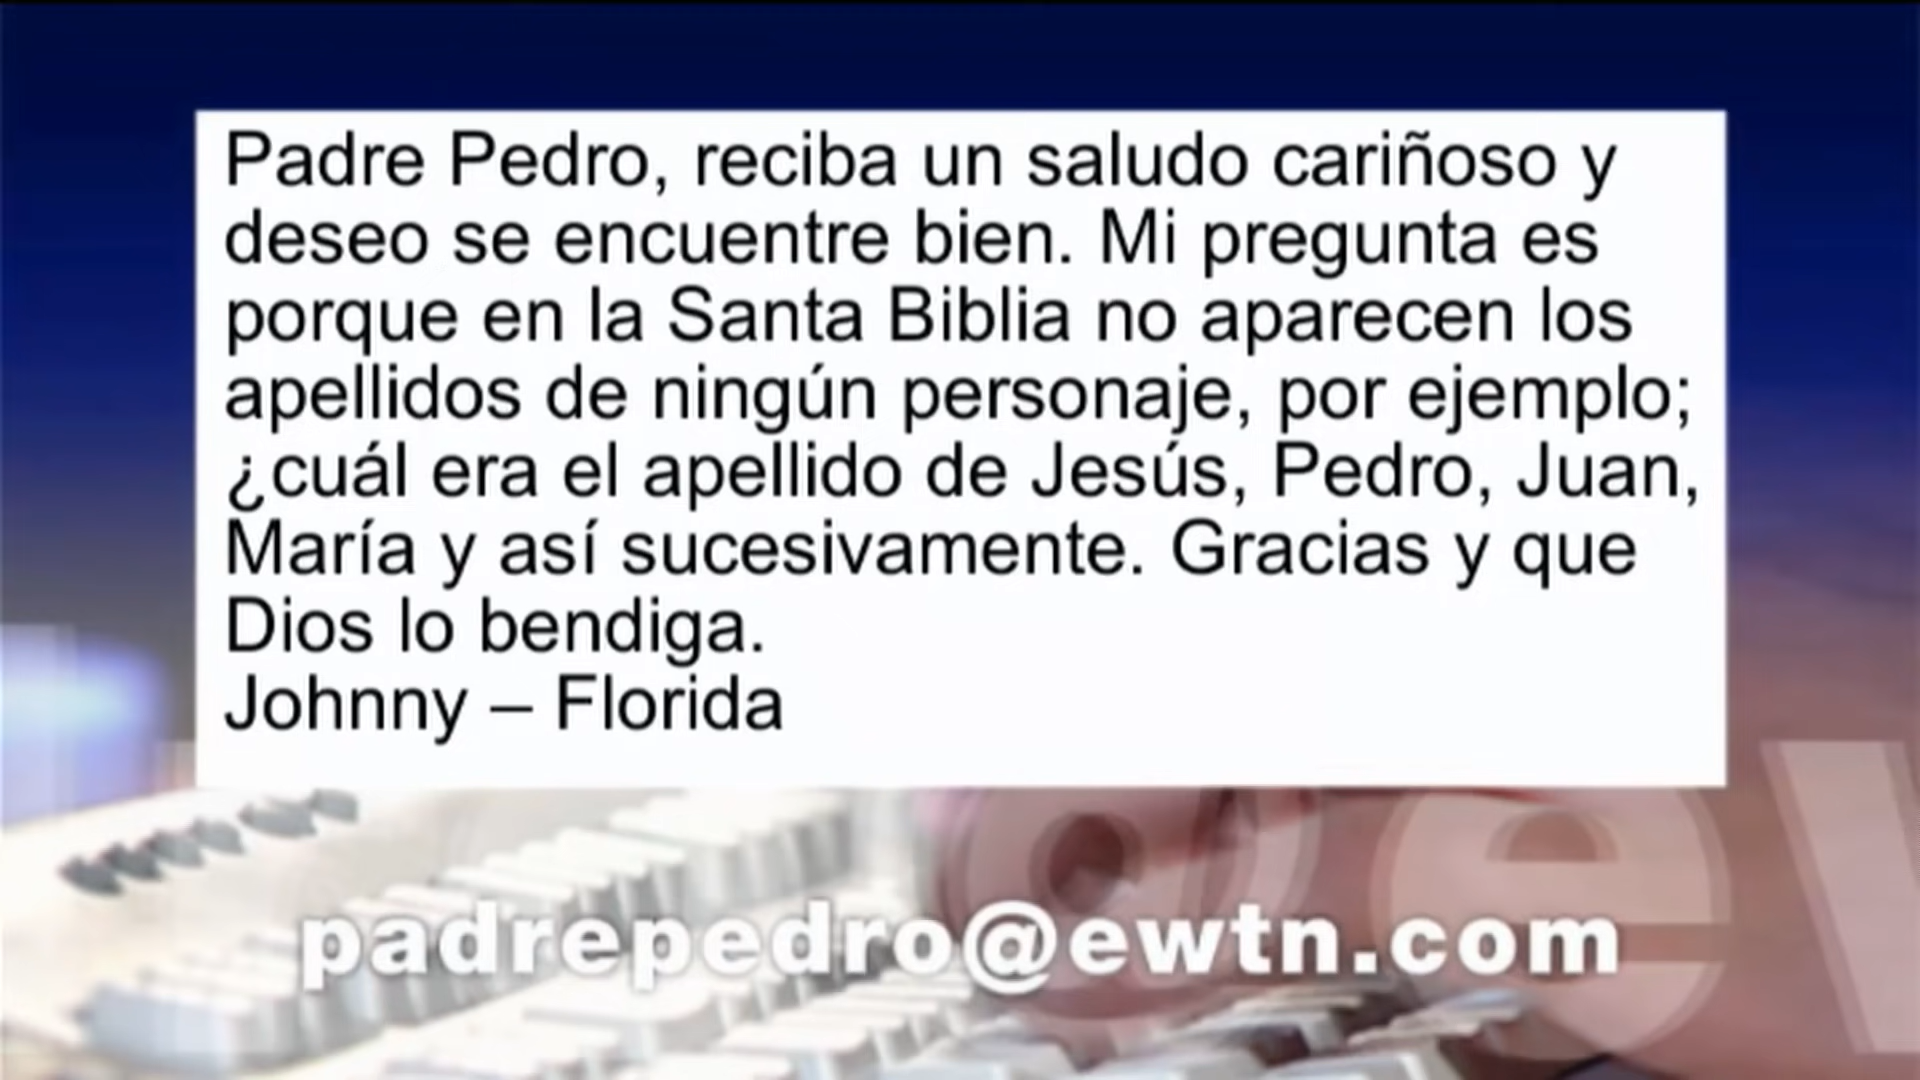 Padre Pedro, reciba un saludo cariñoso y
deseo se encuentre bien. Mi pregunta es
porque en la Santa Biblia no aparecen los
apellidos de ningún personaje, por ejemplo;
¿cuál era el apellido de Jesús, Pedro, Juan,
María y así sucesivamente. Gracias y que
Dios lo bendiga.
Johnny – Florida
@ew
padrepedro@ewtn.com